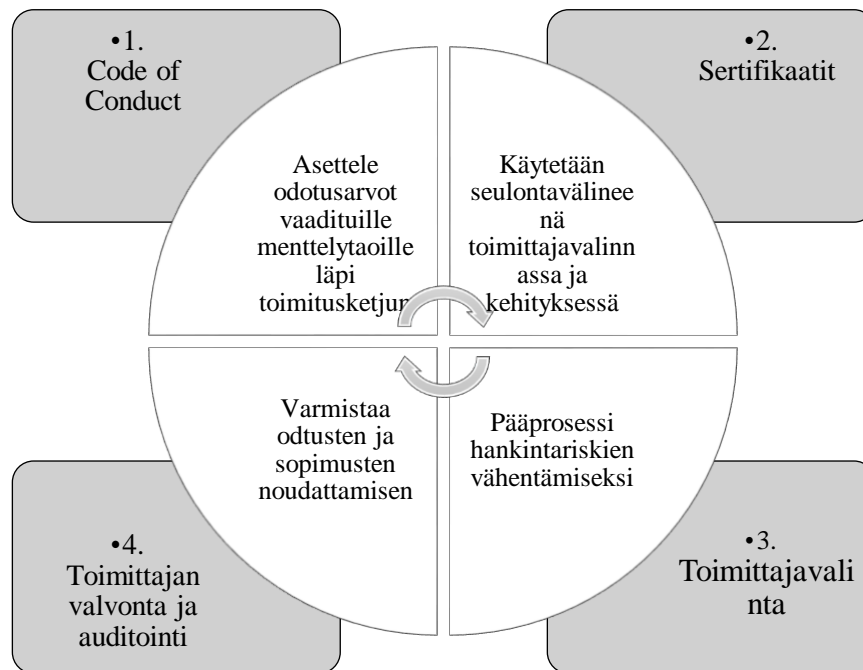 •1.
Code of
Conduct
•2.
Sertifikaatit
Asettele
odotusarvot
vaadituille
menttelytaoille
läpi
toimitusketjun
Käytetään
seulontavälinee
nä
toimittajavalinn
assa ja
kehityksessä
Varmistaa
odtusten ja
sopimusten
noudattamisen
Pääprosessi
hankintariskien
vähentämiseksi
•4.
Toimittajan
valvonta ja
auditointi
•3.
Toimittajavali
nta